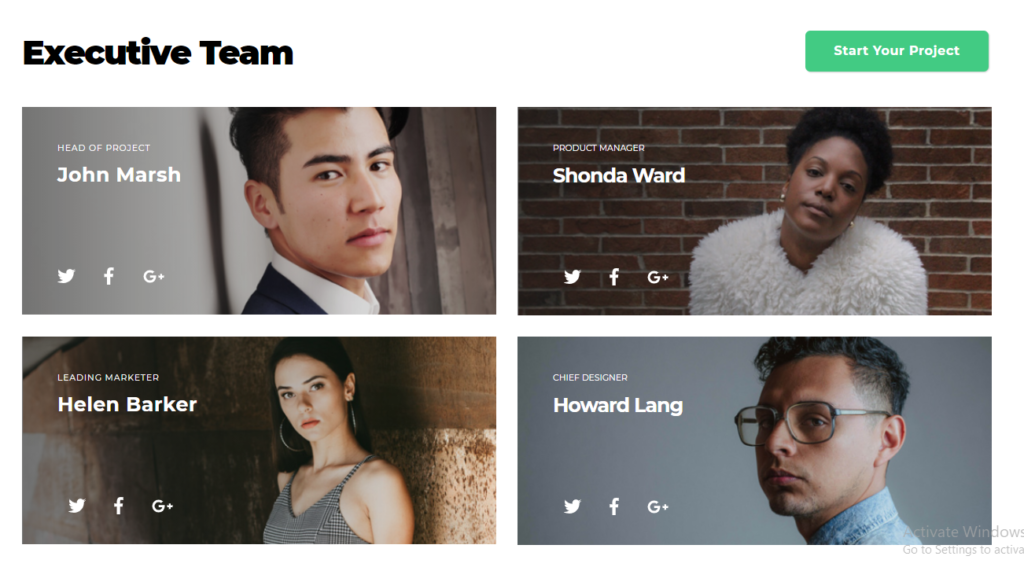 Executive Team
Start Your Project
HEAD OF PROJECT
John Marsh
G+
PRODUCT MANAGER
Shonda Ward
G+
LEADING MARKETER
Helen Barker
G+
CHIEF DESIGNER
Howard Lang
G+
Activate Windows
Go to Settings to activa